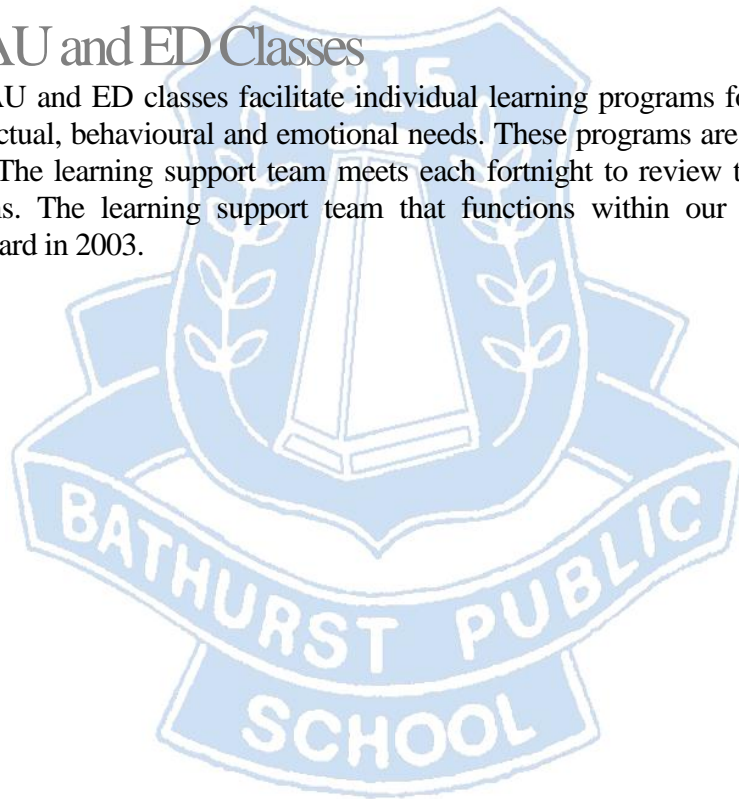 AU and ED Classes
AU and ED classes facilitate individual learning programs fo
ctual, behavioural and emotional needs. These programs are
The learning support team meets each fortnight to review t
ns. The learning support team that functions within our
ard in 2003.
1815
BATHURST PUBLIC
SCHOOL